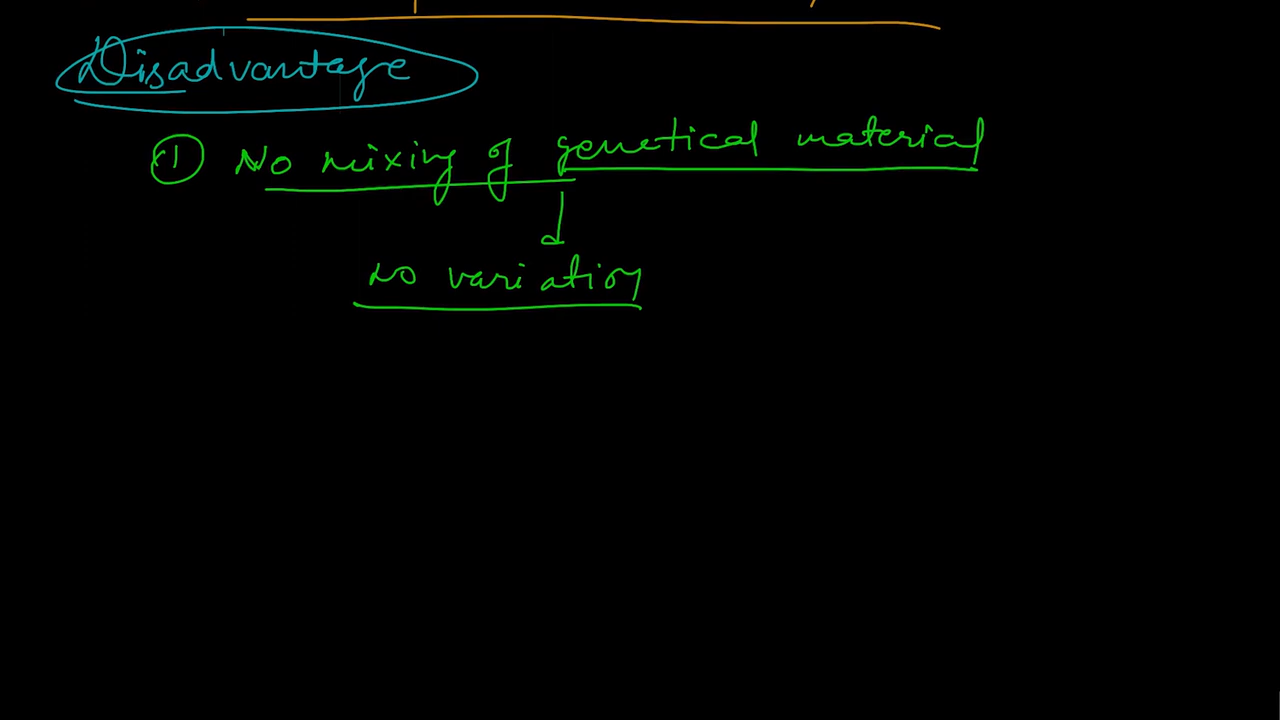 Disadvantage
① No mixing of genetical material
No variation